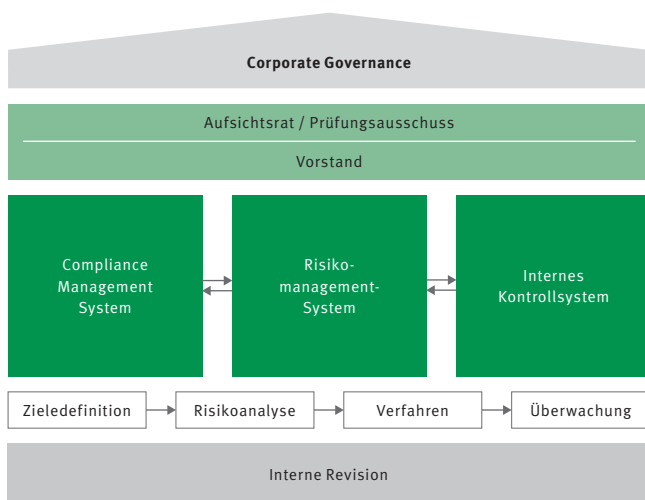 Corporate Governance
Aufsichtsrat / Prüfungsausschuss
Vorstand
Compliance
Management
System
Risiko-
management-
System
Internes
Kontrollsystem
Zieledefinition
Risikoanalyse
Verfahren
Überwachung
Interne Revision